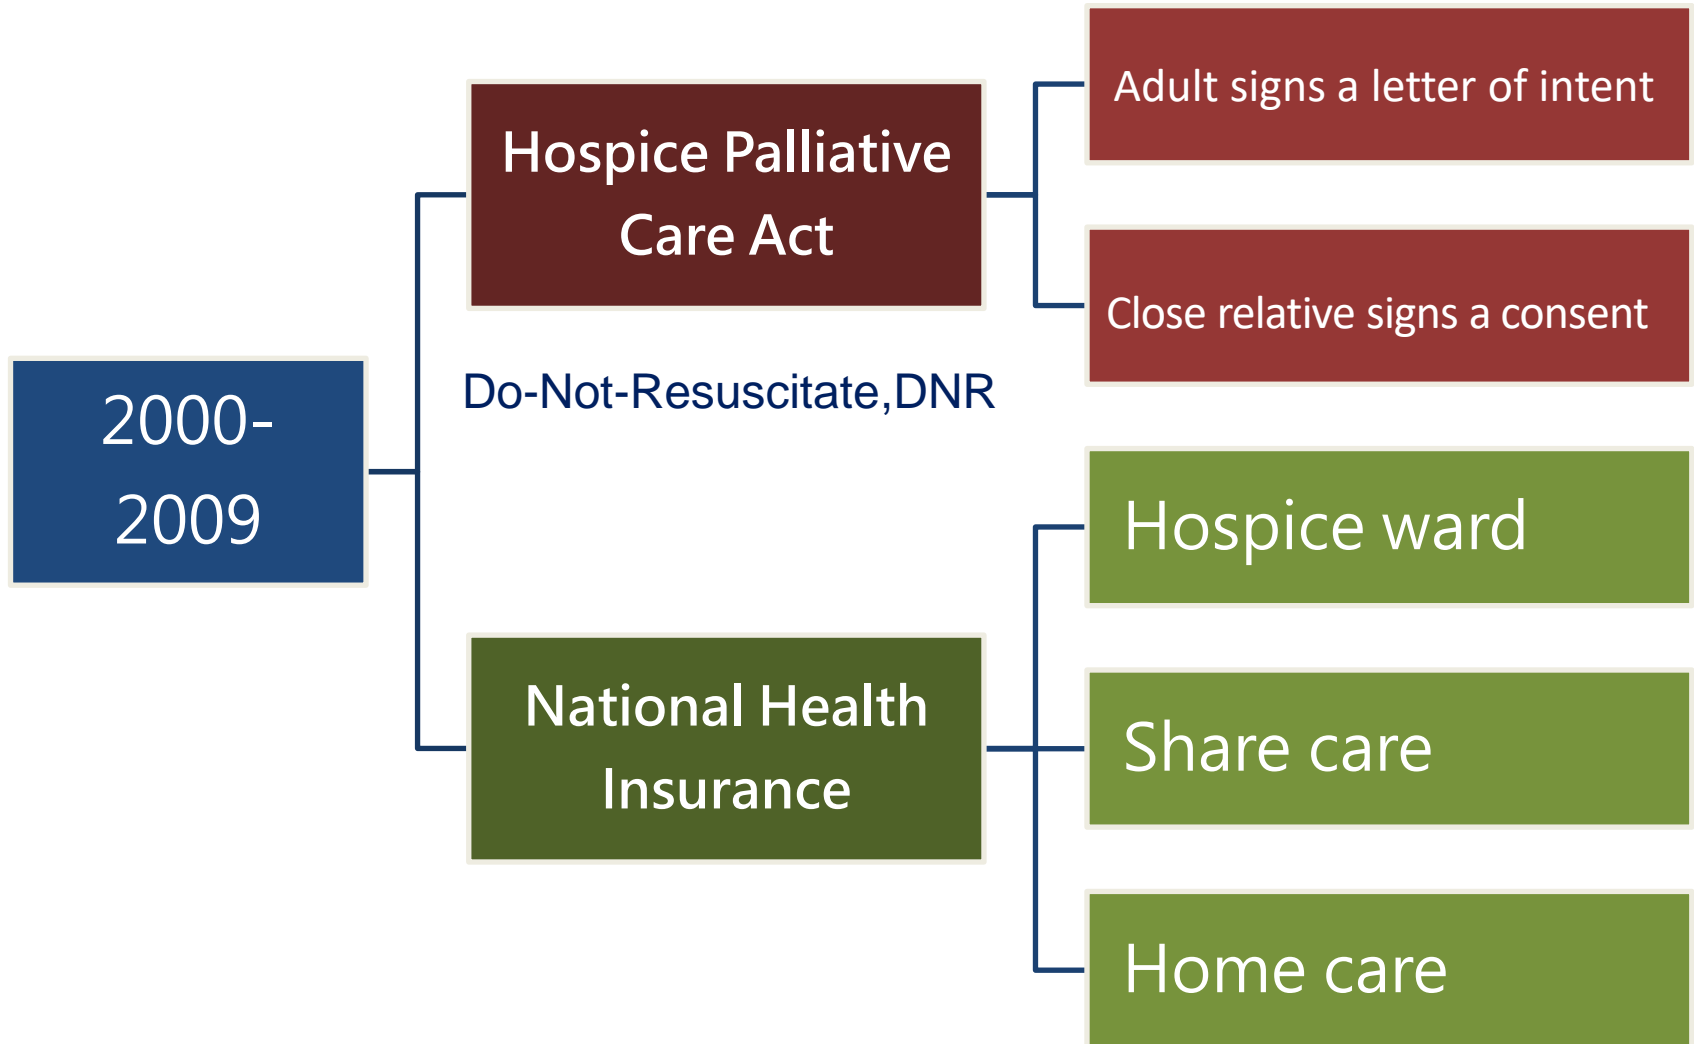 2000-
2009
Hospice Palliative
Care Act
Do-Not-Resuscitate,DNR
National Health
Insurance
Adult signs a letter of intent
Close relative signs a consent
Hospice ward
Share care
Home care